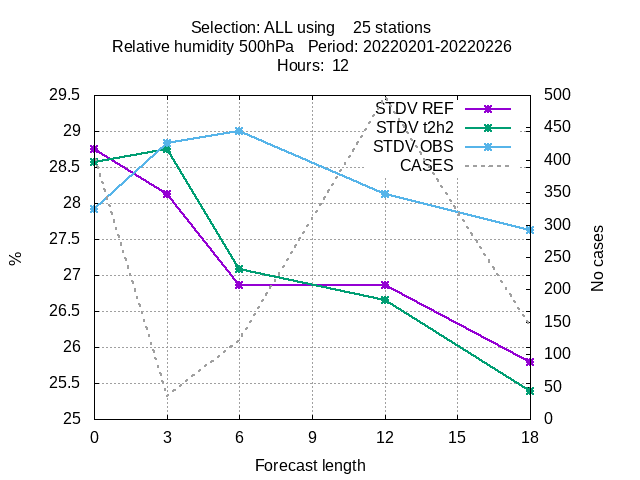 Selection: ALL using    25 stations
Relative humidity 500hPa   Period: 20220201-20220226
Hours:  12
29.5
29
28.5
28
27.5
27
26.5
26
25.5
25
%
STDV REF
STDV t2h2
STDV OBS
CASES
500
450
400
350
300
250
200
150
100
50
0
No cases
0 3 6 9 12 15 18
Forecast length